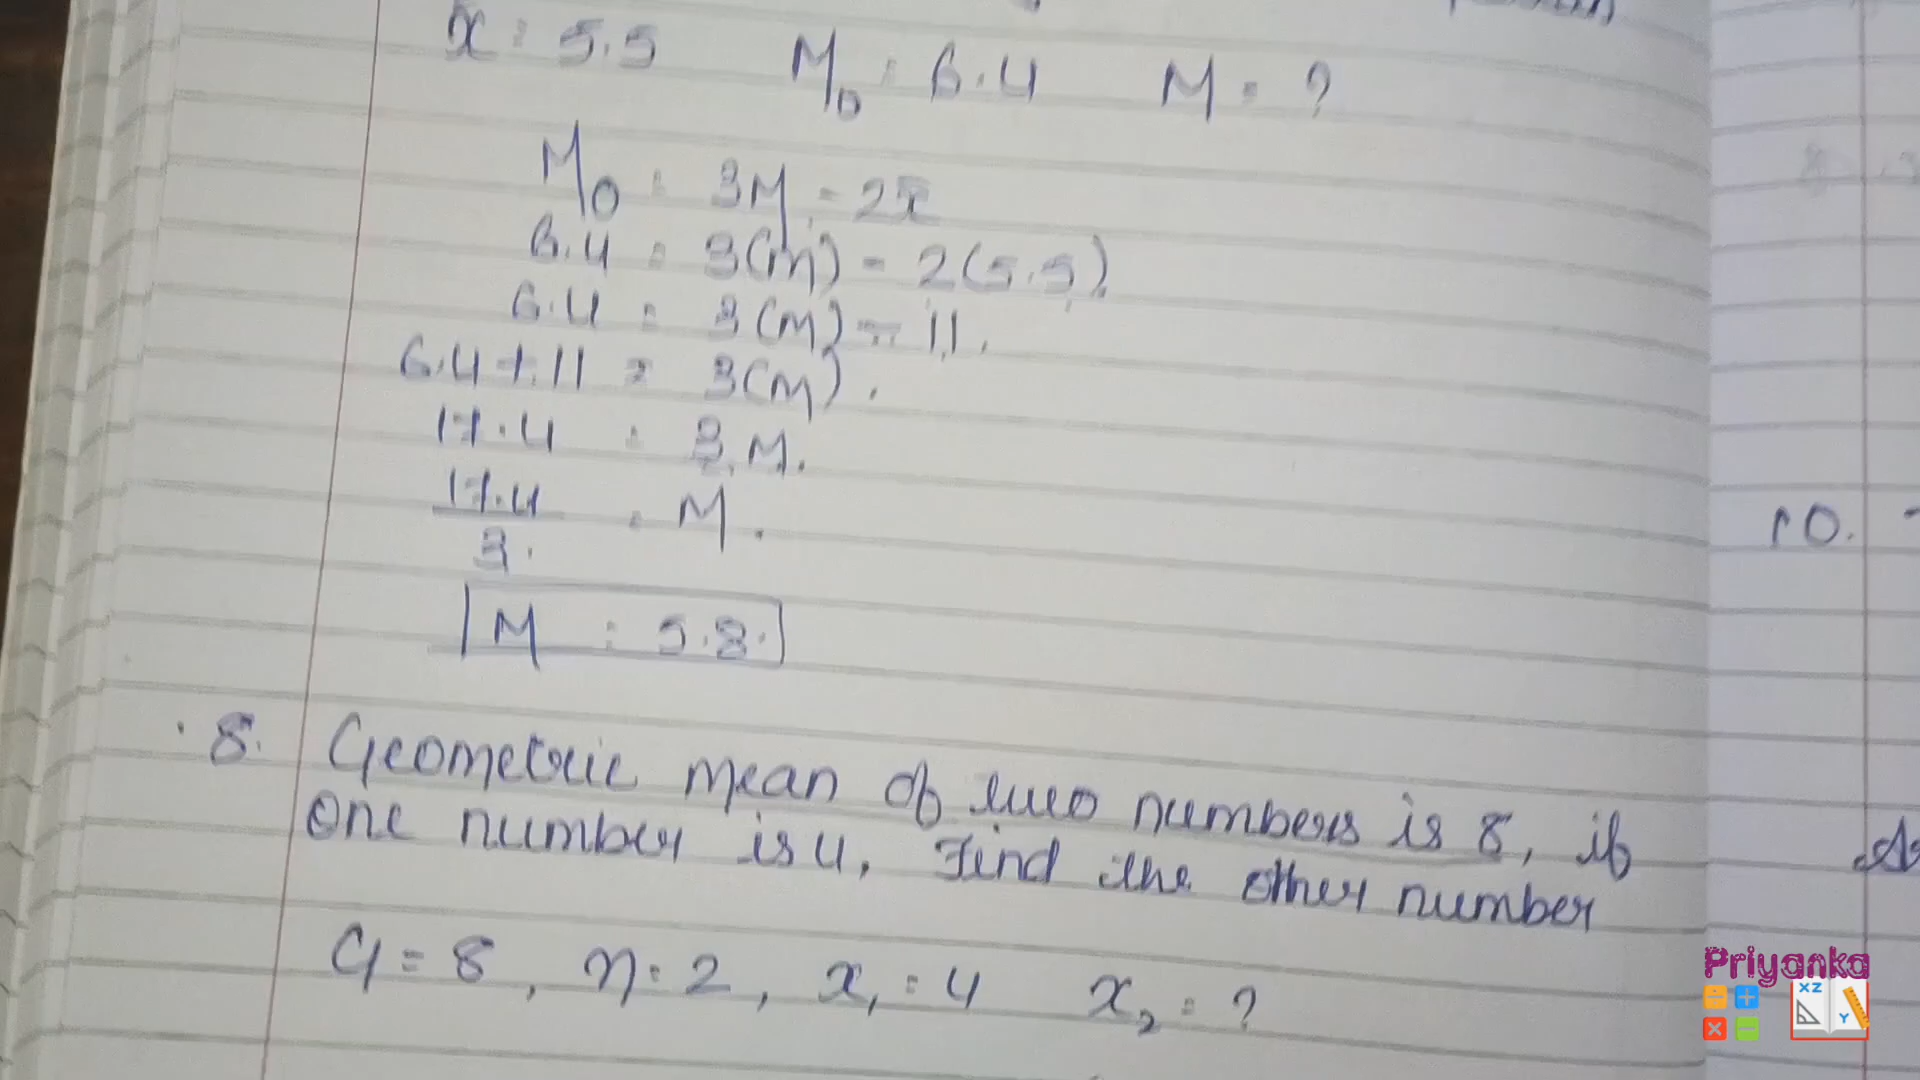 x̄ = 5.5 M₀ = 6.4 M = ?
M₀ = 3M - 2x̄
6.4 = 3(M) - 2(5.5)
6.4 = 3(M) - 11.
6.4 + 11 = 3(M).
17.4 = 3M.
17.4 / 3. = M.
M = 5.8.
8. Geometric mean of two numbers is 8, if
one number is 4, Find the other number
G = 8, n = 2, x₁ = 4 x₂ = ?
10.
Priyanka
XZ
Y